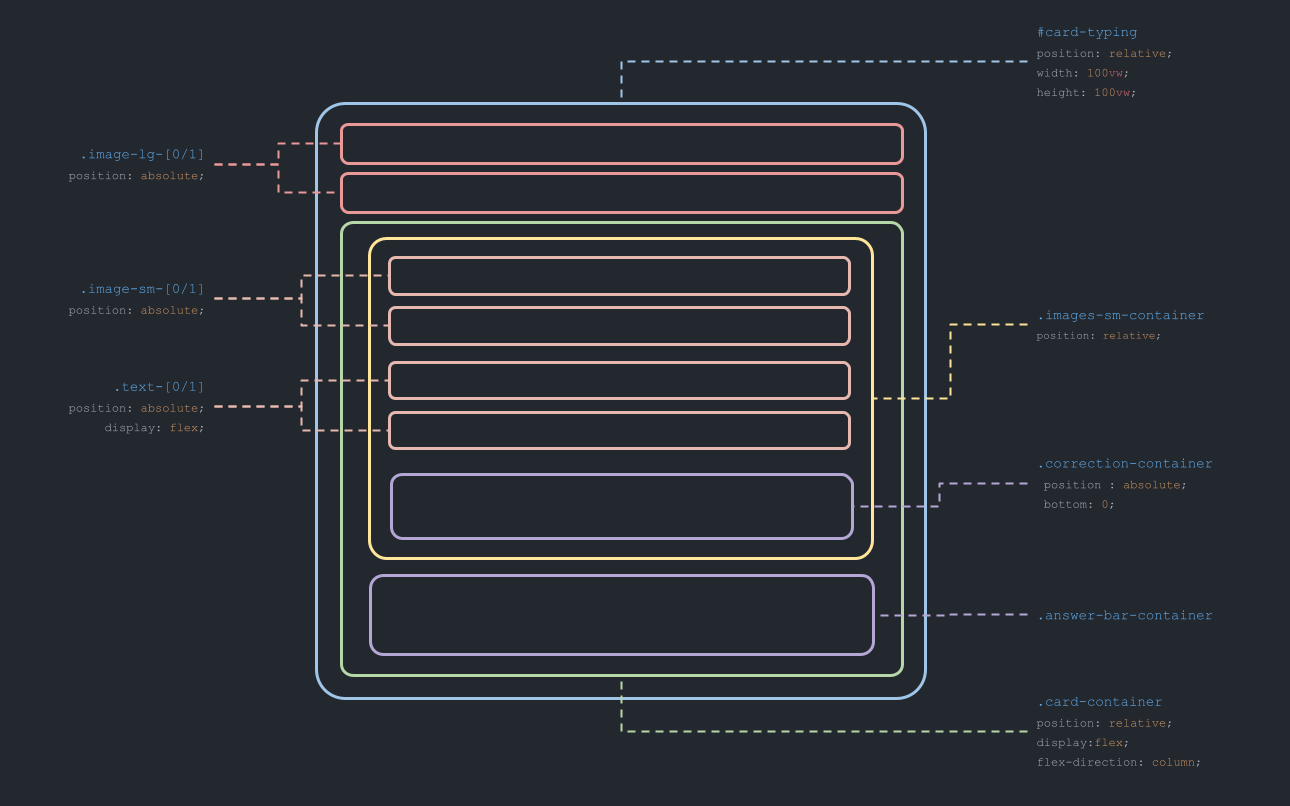 #card-typing
position: relative;
width: 100vw;
height: 100vw;
.image-lg-[0/1]
position: absolute;
.image-sm-[0/1]
position: absolute;
.images-sm-container
position: relative;
.text-[0/1]
position: absolute;
display: flex;
.correction-container
position : absolute;
bottom: 0;
.answer-bar-container
.card-container
position: relative;
display:flex;
flex-direction: column;